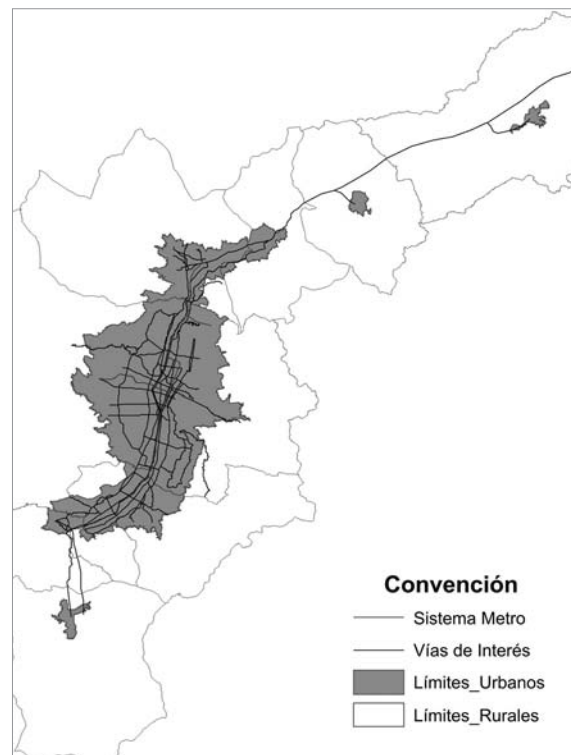 Convención
Sistema Metro
Vías de Interés
Límites_Urbanos
Límites_Rurales